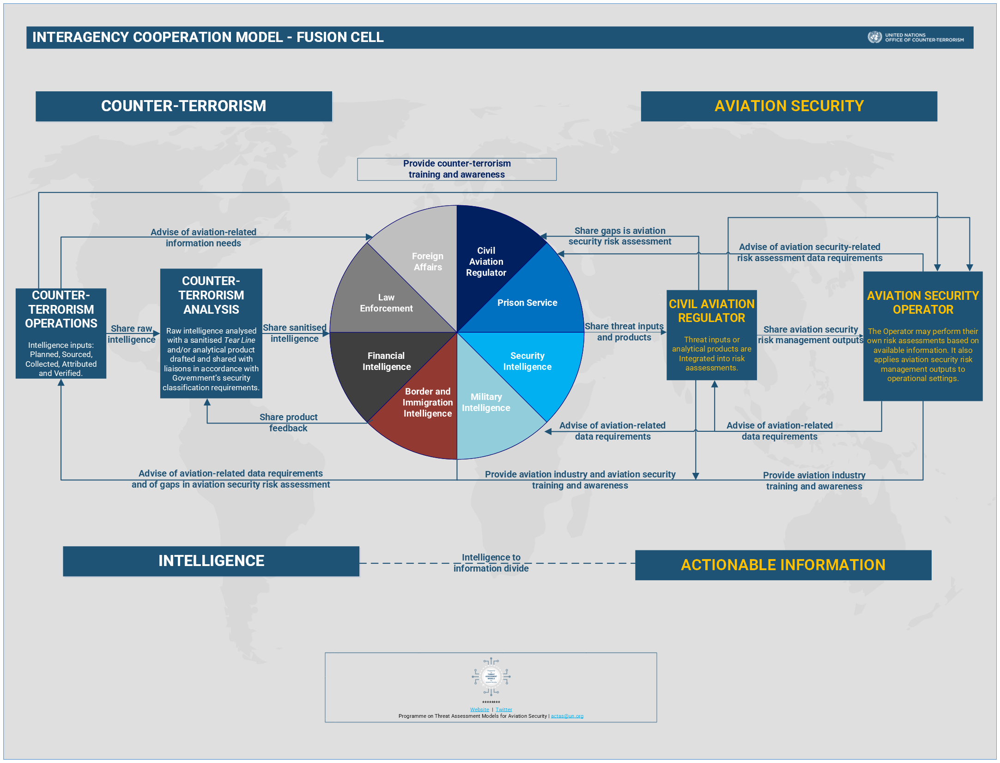 INTERAGENCY COOPERATION MODEL - FUSION CELL
UNITED NATIONS
OFFICE OF COUNTER-TERRORISM
COUNTER-TERRORISM
AVIATION SECURITY
Provide counter-terrorism
training and awareness
Advise of aviation-related
information needs
Share gaps is aviation
security risk assessment
Advise of aviation security-related
risk assessment data requirements
COUNTER-
TERRORISM
OPERATIONS
Intelligence inputs:
Planned, Sourced,
Collected, Attributed
and Verified.
Share raw
intelligence
COUNTER-
TERRORISM
ANALYSIS
Raw intelligence analysed
with a sanitised Tear Line
and/or analytical product
drafted and shared with
liaisons in accordance with
Government's security
classification requirements.
Share sanitised
intelligence
Foreign
Affairs
Civil
Aviation
Regulator
Law
Enforcement
Prison Service
Financial
Intelligence
Security
Intelligence
Border and
Immigration
Intelligence
Military
Intelligence
Share threat inputs
and products
CIVIL AVIATION
REGULATOR
Threat inputs or
analytical products are
Integrated into risk
aassessments.
Share aviation security
risk management outputs
AVIATION SECURITY
OPERATOR
The Operator may perform their
own risk assessments based on
available information. It also
applies aviation security risk
management outputs to
operational settings.
Share product
feedback
Advise of aviation-related
data requirements
Advise of aviation-related
data requirements
Advise of aviation-related data requirements
and of gaps in aviation security risk assessment
Provide aviation industry and aviation security
training and awareness
Provide aviation industry
training and awareness
INTELLIGENCE
Intelligence to
information divide
ACTIONABLE INFORMATION
Programme
THREAT
ASSESSMENT
MODELS
Aviation Security
********
Website | Twitter
Programme on Threat Assessment Models for Aviation Security | actas@un.org